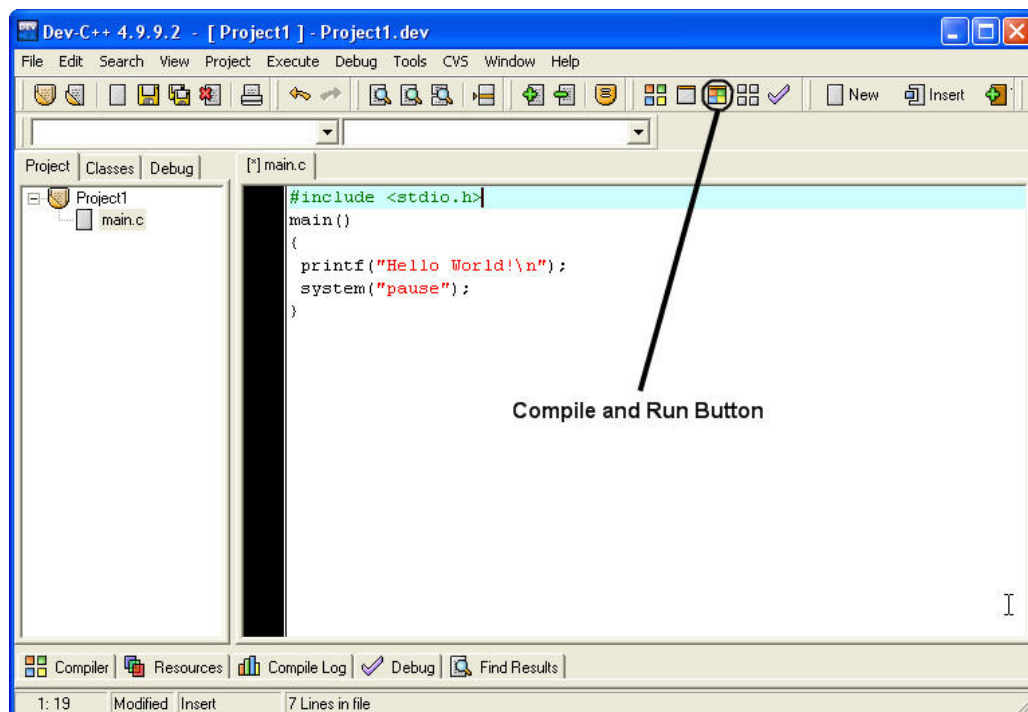 Dev-C++ 4.9.9.2 - [ Project1 ] - Project1.dev
File Edit Search View Project Execute Debug Tools CVS Window Help
New Insert
Project Classes Debug
[*] main.c
Project1
main.c
#include <stdio.h>
main()
{
printf("Hello World!\n");
system("pause");
}
Compile and Run Button
Compiler Resources Compile Log Debug Find Results
1: 19 Modified Insert 7 Lines in file